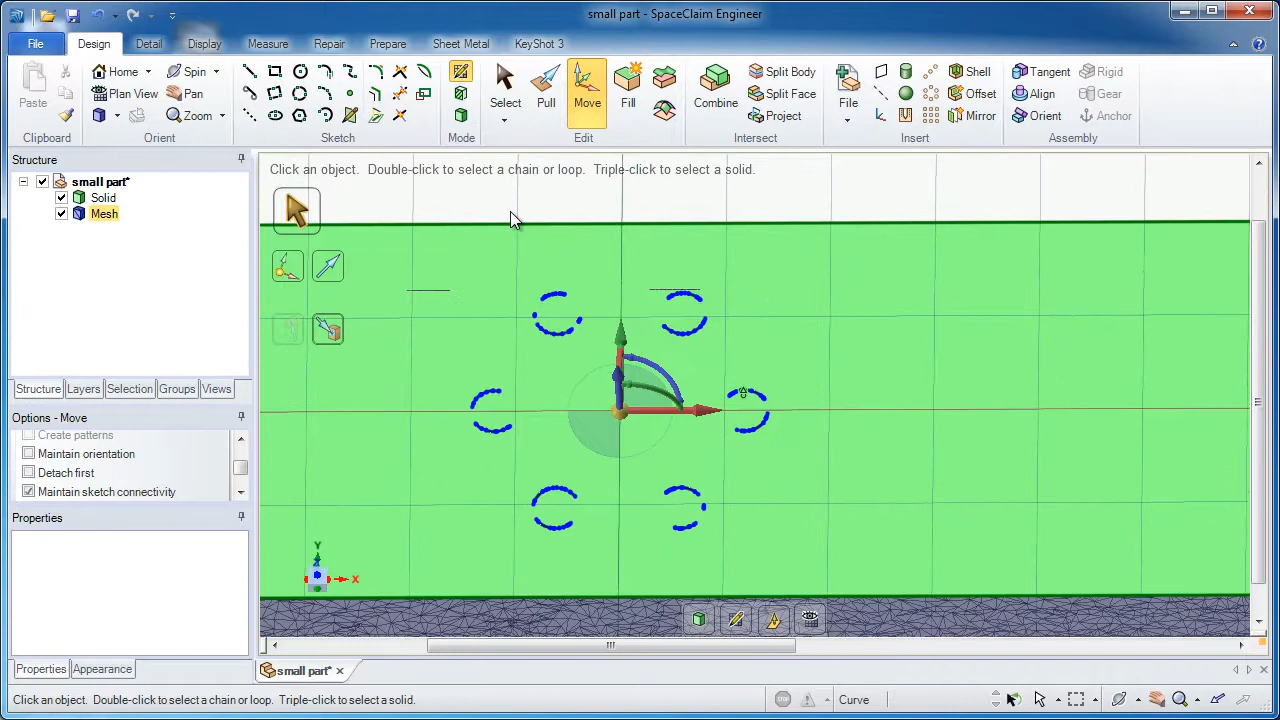 small part - SpaceClaim Engineer
File Design Detail Display Measure Repair Prepare Sheet Metal KeyShot 3
Home Spin Select Pull Move Fill Combine Split Body File Shell Tangent Rigid
Paste Plan View Pan Split Face Offset Align Gear
Zoom Project Mirror Orient Anchor
Clipboard Orient Sketch Mode Edit Intersect Insert Assembly
Structure
small part*
Solid
Mesh
Structure Layers Selection Groups Views
Options - Move
Create patterns
Maintain orientation
Detach first
Maintain sketch connectivity
Properties
Properties Appearance
Click an object. Double-click to select a chain or loop. Triple-click to select a solid.
Y
Z
X
small part*
Click an object. Double-click to select a chain or loop. Triple-click to select a solid.
Curve